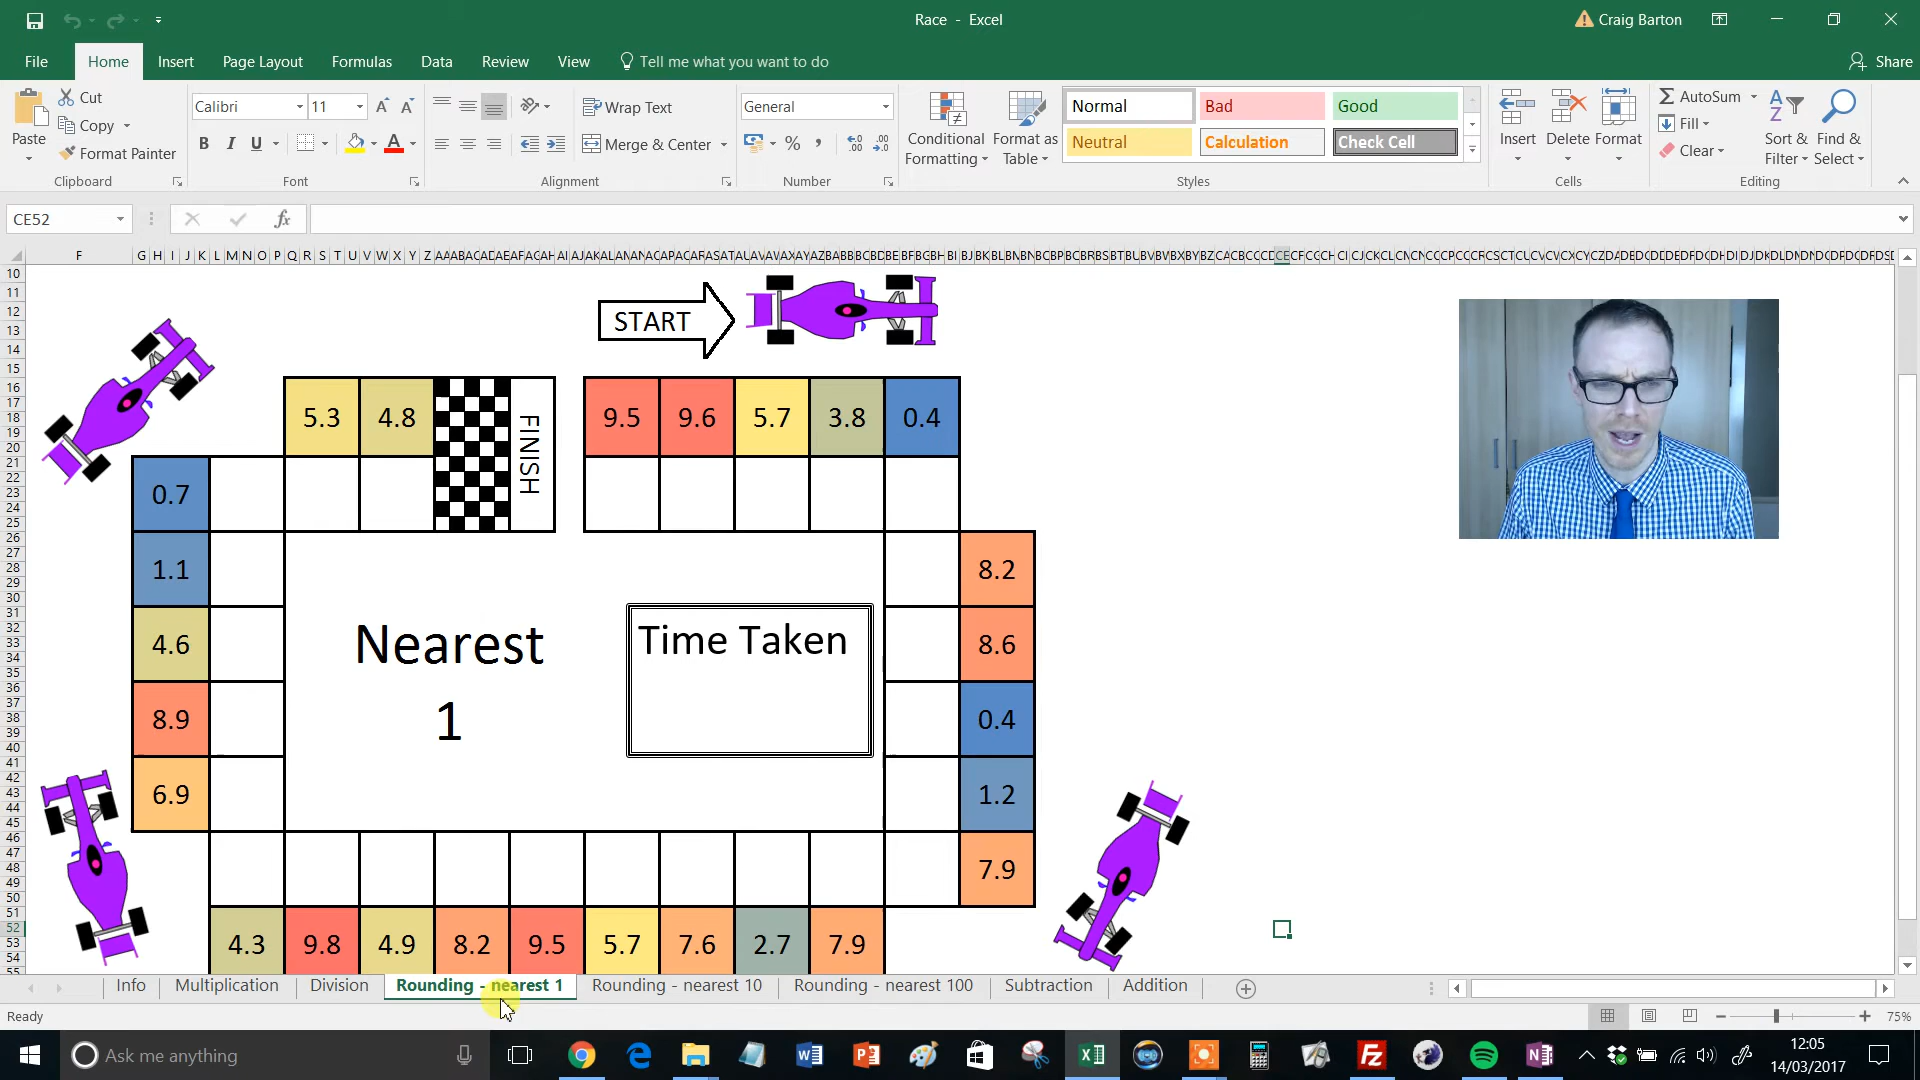 Race - Excel
Craig Barton
File Home Insert Page Layout Formulas Data Review View Tell me what you want to do Share
Paste
Cut
Copy
Format Painter
Clipboard
Calibri 11
B I U
Font
Wrap Text
Merge & Center
Alignment
General
%
Number
Conditional Formatting
Format as Table
Normal Bad Good
Neutral Calculation Check Cell
Styles
Insert Delete Format
Cells
AutoSum
Fill
Clear
Sort & Filter
Find & Select
Editing
CE52
fx
START
5.3 4.8 FINISH 9.5 9.6 5.7 3.8 0.4
0.7
1.1 8.2
4.6 8.6
8.9 0.4
6.9 1.2
7.9
Nearest
1
Time Taken
4.3 9.8 4.9 8.2 9.5 5.7 7.6 2.7 7.9
Info Multiplication Division Rounding - nearest 1 Rounding - nearest 10 Rounding - nearest 100 Subtraction Addition
Ready
75%
Ask me anything
12:05
14/03/2017